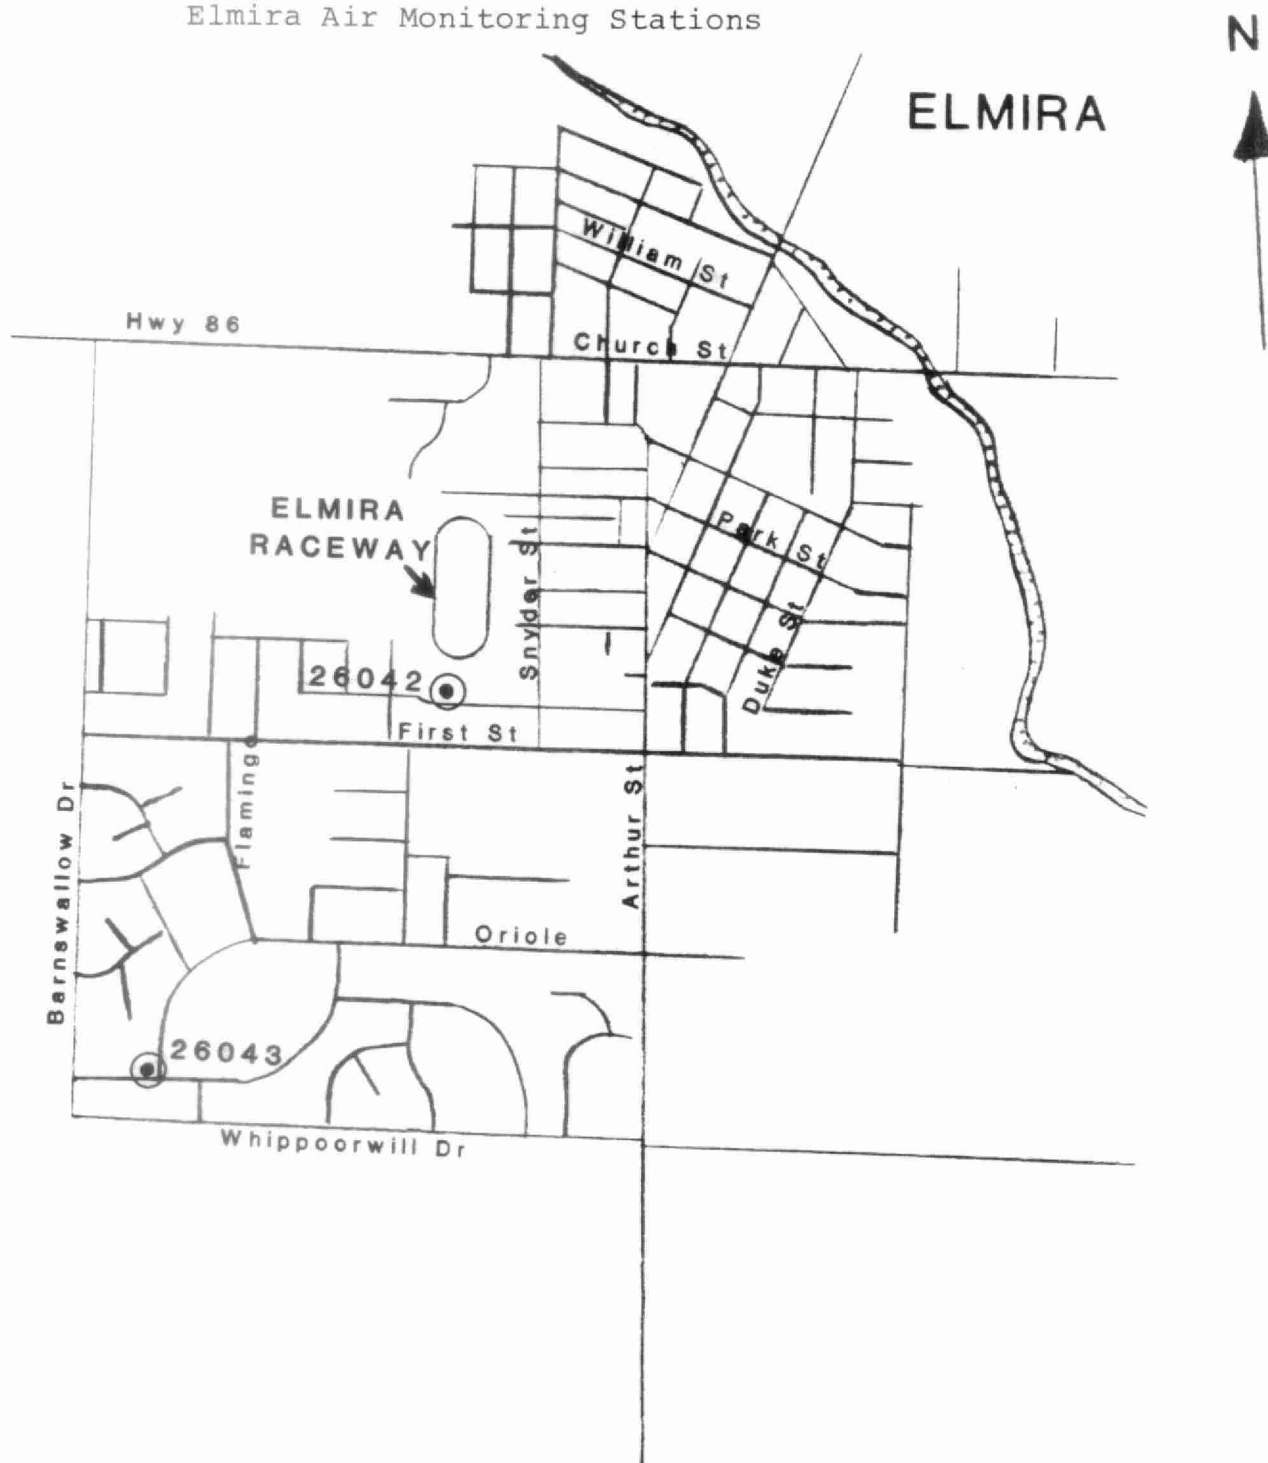 Elmira Air Monitoring Stations
N
ELMIRA
William St
Hwy 86
Church St
ELMIRA
RACEWAY
Park St
Snyder St
Duke St
26042
First St
Flamingo
Barnswallow Dr
Arthur St
Oriole
26043
Whippoorwill Dr